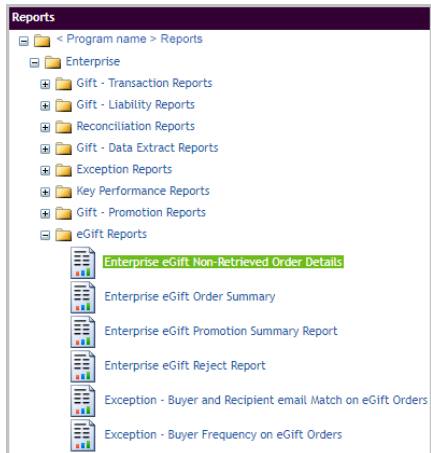 Reports
< Program name > Reports
Enterprise
Gift - Transaction Reports
Gift - Liability Reports
Reconciliation Reports
Gift - Data Extract Reports
Exception Reports
Key Performance Reports
Gift - Promotion Reports
eGift Reports
Enterprise eGift Non-Retrieved Order Details
Enterprise eGift Order Summary
Enterprise eGift Promotion Summary Report
Enterprise eGift Reject Report
Exception - Buyer and Recipient email Match on eGift Orders
Exception - Buyer Frequency on eGift Orders